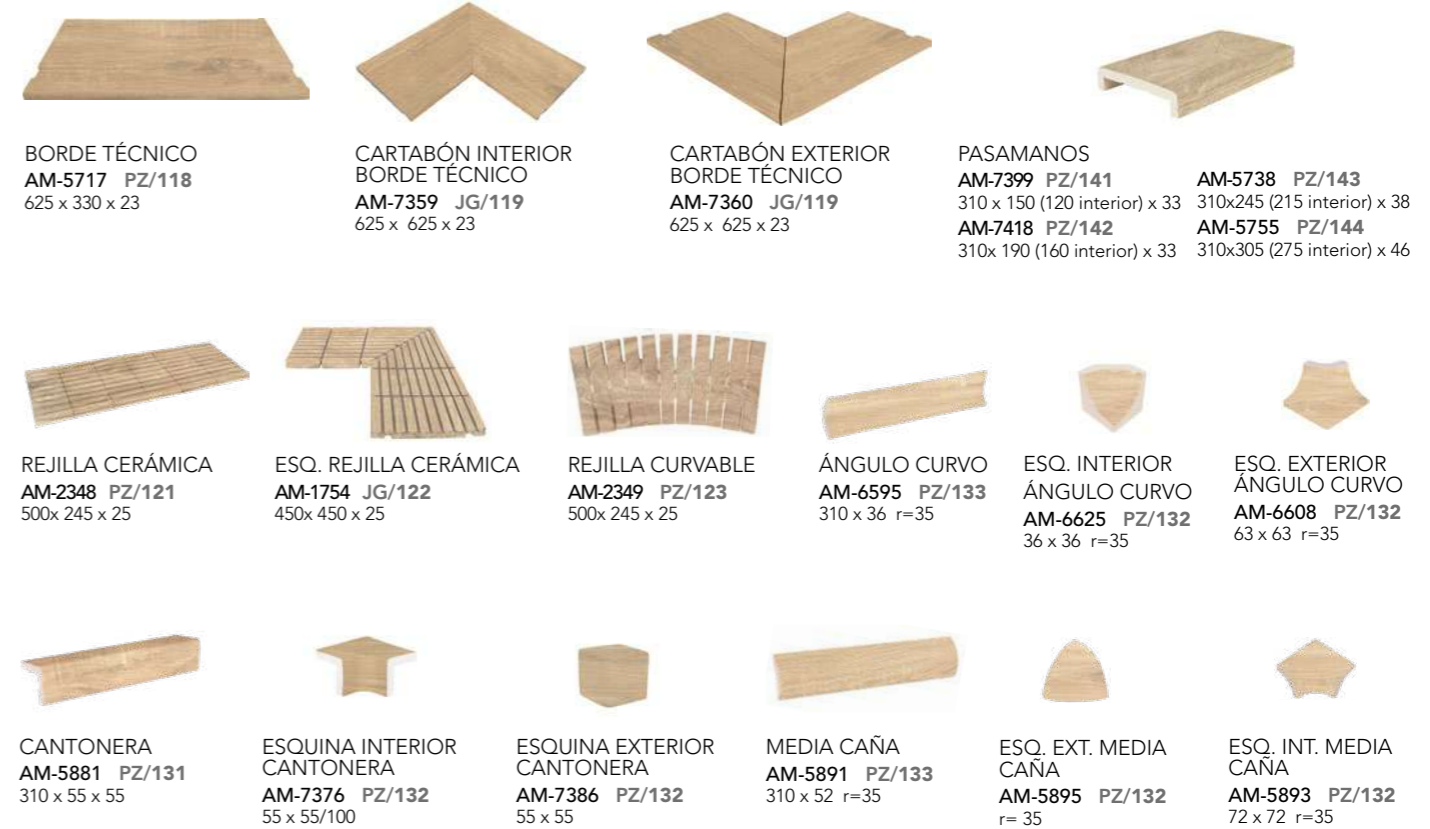 BORDE TÉCNICO
AM-5717 PZ/118
625 x 330 x 23
CARTABÓN INTERIOR
BORDE TÉCNICO
AM-7359 JG/119
625 x 625 x 23
CARTABÓN EXTERIOR
BORDE TÉCNICO
AM-7360 JG/119
625 x 625 x 23
PASAMANOS
AM-7399 PZ/141
310 x 150 (120 interior) x 33
AM-7418 PZ/142
310x 190 (160 interior) x 33
AM-5738 PZ/143
310x245 (215 interior) x 38
AM-5755 PZ/144
310x305 (275 interior) x 46
REJILLA CERÁMICA
AM-2348 PZ/121
500x 245 x 25
ESQ. REJILLA CERÁMICA
AM-1754 JG/122
450x 450 x 25
REJILLA CURVABLE
AM-2349 PZ/123
500x 245 x 25
ÁNGULO CURVO
AM-6595 PZ/133
310 x 36 r=35
ESQ. INTERIOR
ÁNGULO CURVO
AM-6625 PZ/132
36 x 36 r=35
ESQ. EXTERIOR
ÁNGULO CURVO
AM-6608 PZ/132
63 x 63 r=35
CANTONERA
AM-5881 PZ/131
310 x 55 x 55
ESQUINA INTERIOR
CANTONERA
AM-7376 PZ/132
55 x 55/100
ESQUINA EXTERIOR
CANTONERA
AM-7386 PZ/132
55 x 55
MEDIA CAÑA
AM-5891 PZ/133
310 x 52 r=35
ESQ. EXT. MEDIA
CAÑA
AM-5895 PZ/132
r= 35
ESQ. INT. MEDIA
CAÑA
AM-5893 PZ/132
72 x 72 r=35